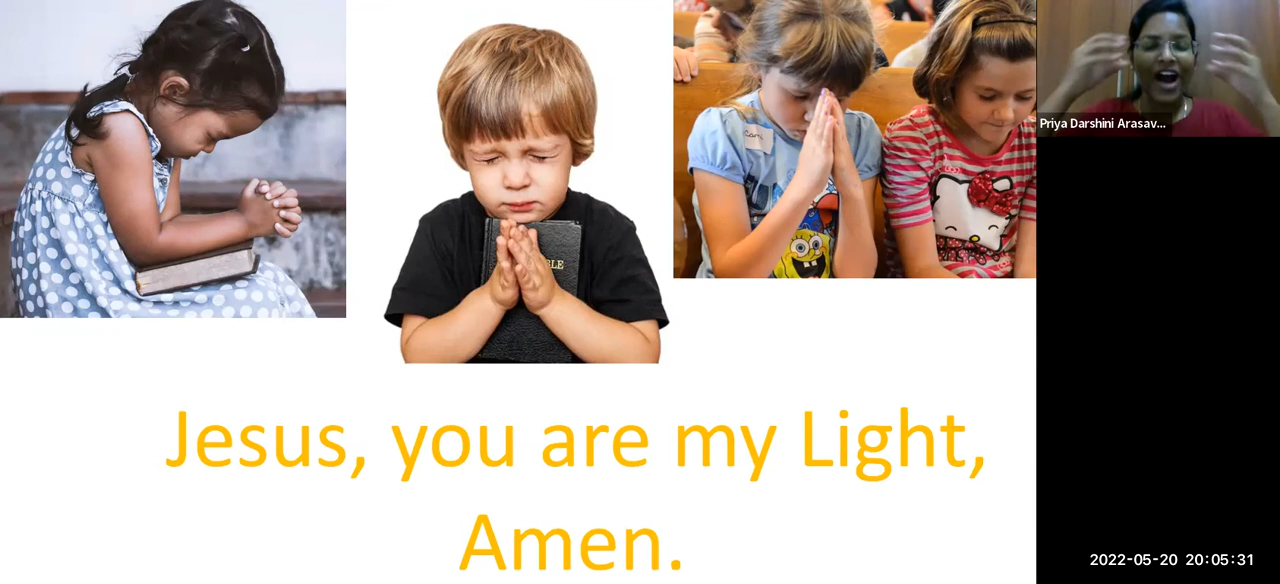 Priya Darshini Arasav...
Jesus, you are my Light,
Amen.
2022-05-20 20:05:31